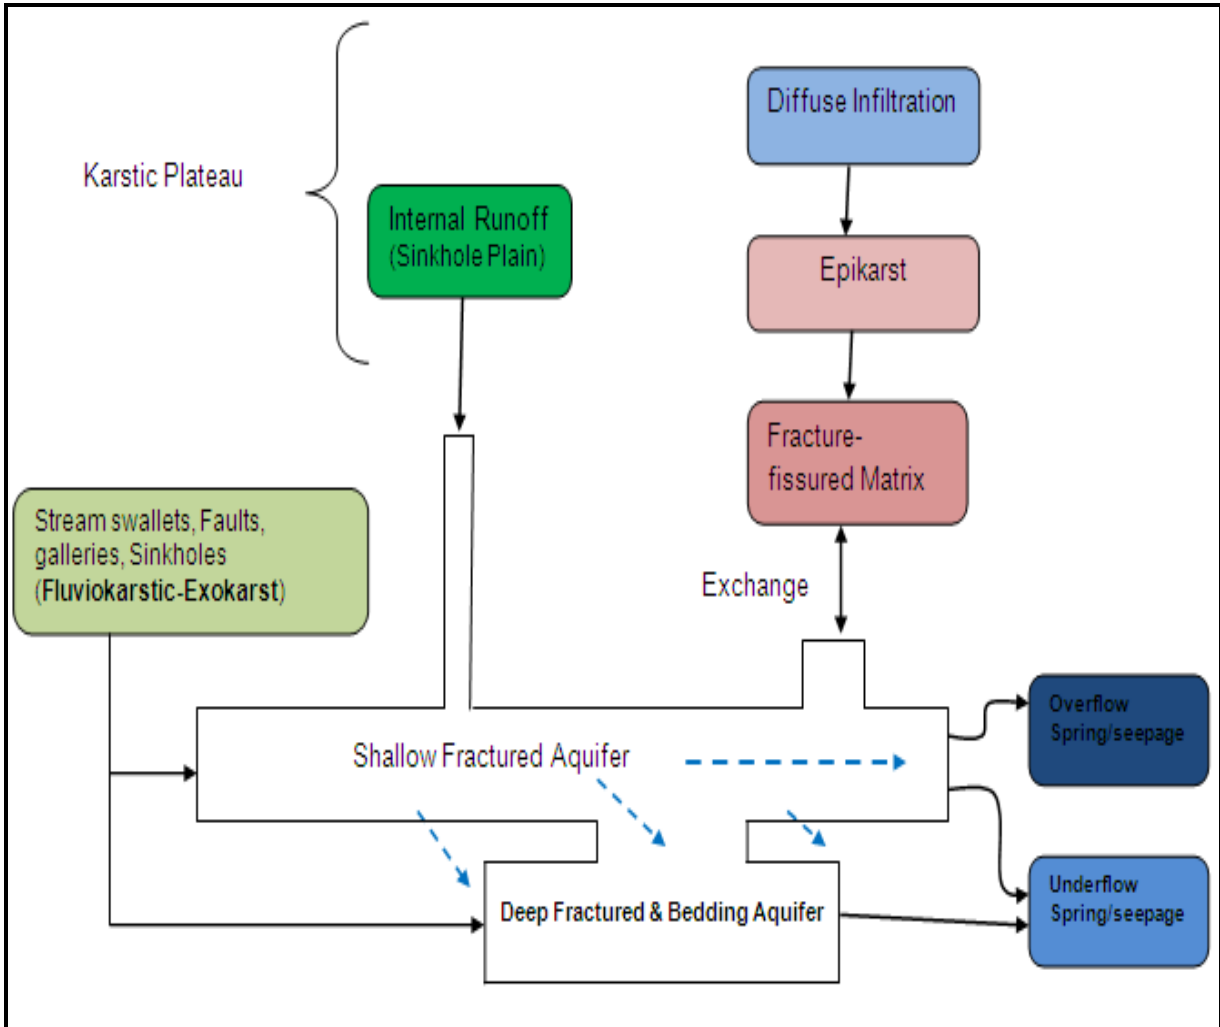 Diffuse Infiltration
Karstic Plateau
Internal Runoff
(Sinkhole Plain)
Epikarst
Fracture-
fissured Matrix
Stream swallets, Faults,
galleries, Sinkholes
(Fluviokarstic-Exokarst)
Exchange
Shallow Fractured Aquifer
Overflow
Spring/seepage
Deep Fractured & Bedding Aquifer
Underflow
Spring/seepage